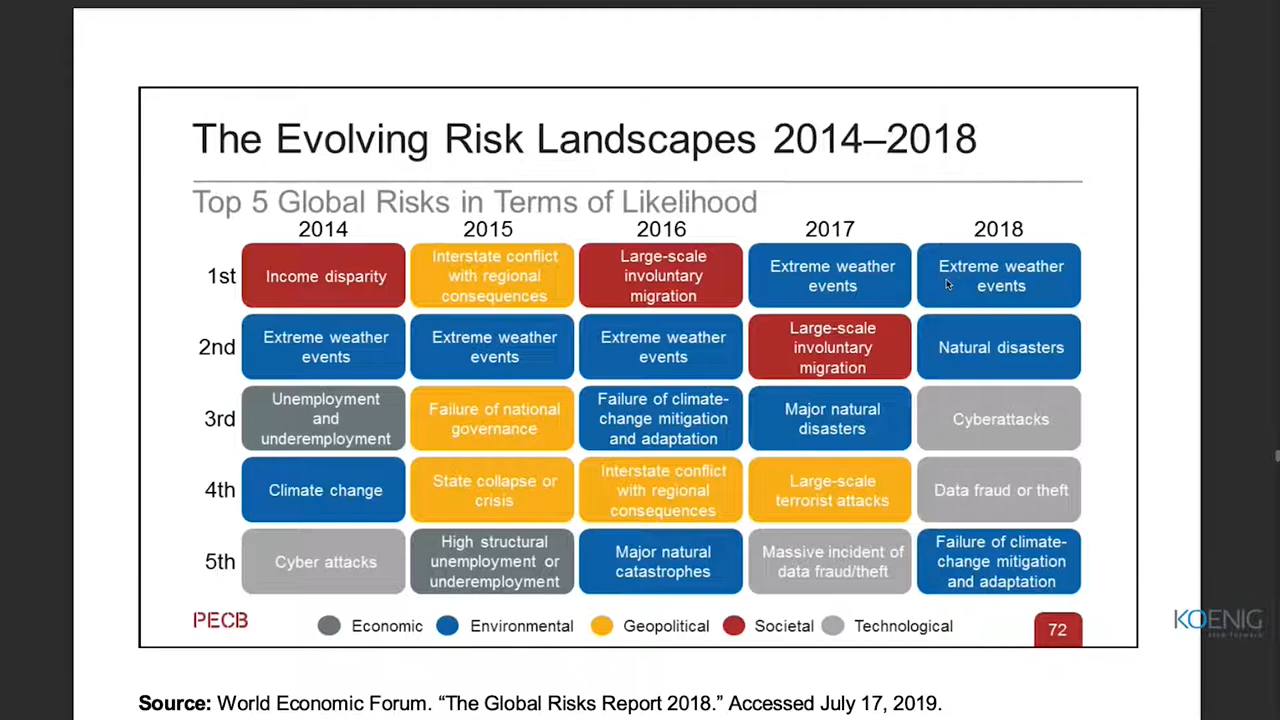 The Evolving Risk Landscapes 2014–2018
Top 5 Global Risks in Terms of Likelihood
2014 2015 2016 2017 2018
1st
Income disparity
Interstate conflict
with regional
consequences
Large-scale
involuntary
migration
Extreme weather
events
Extreme weather
events
2nd
Extreme weather
events
Extreme weather
events
Extreme weather
events
Large-scale
involuntary
migration
Natural disasters
3rd
Unemployment
and
underemployment
Failure of national
governance
Failure of climate-
change mitigation
and adaptation
Major natural
disasters
Cyberattacks
4th
Climate change
State collapse or
crisis
Interstate conflict
with regional
consequences
Large-scale
terrorist attacks
Data fraud or theft
5th
Cyber attacks
High structural
unemployment or
underemployment
Major natural
catastrophes
Massive incident of
data fraud/theft
Failure of climate-
change mitigation
and adaptation
PECB
Economic Environmental Geopolitical Societal Technological
72
KOENIG
Source: World Economic Forum. “The Global Risks Report 2018.” Accessed July 17, 2019.